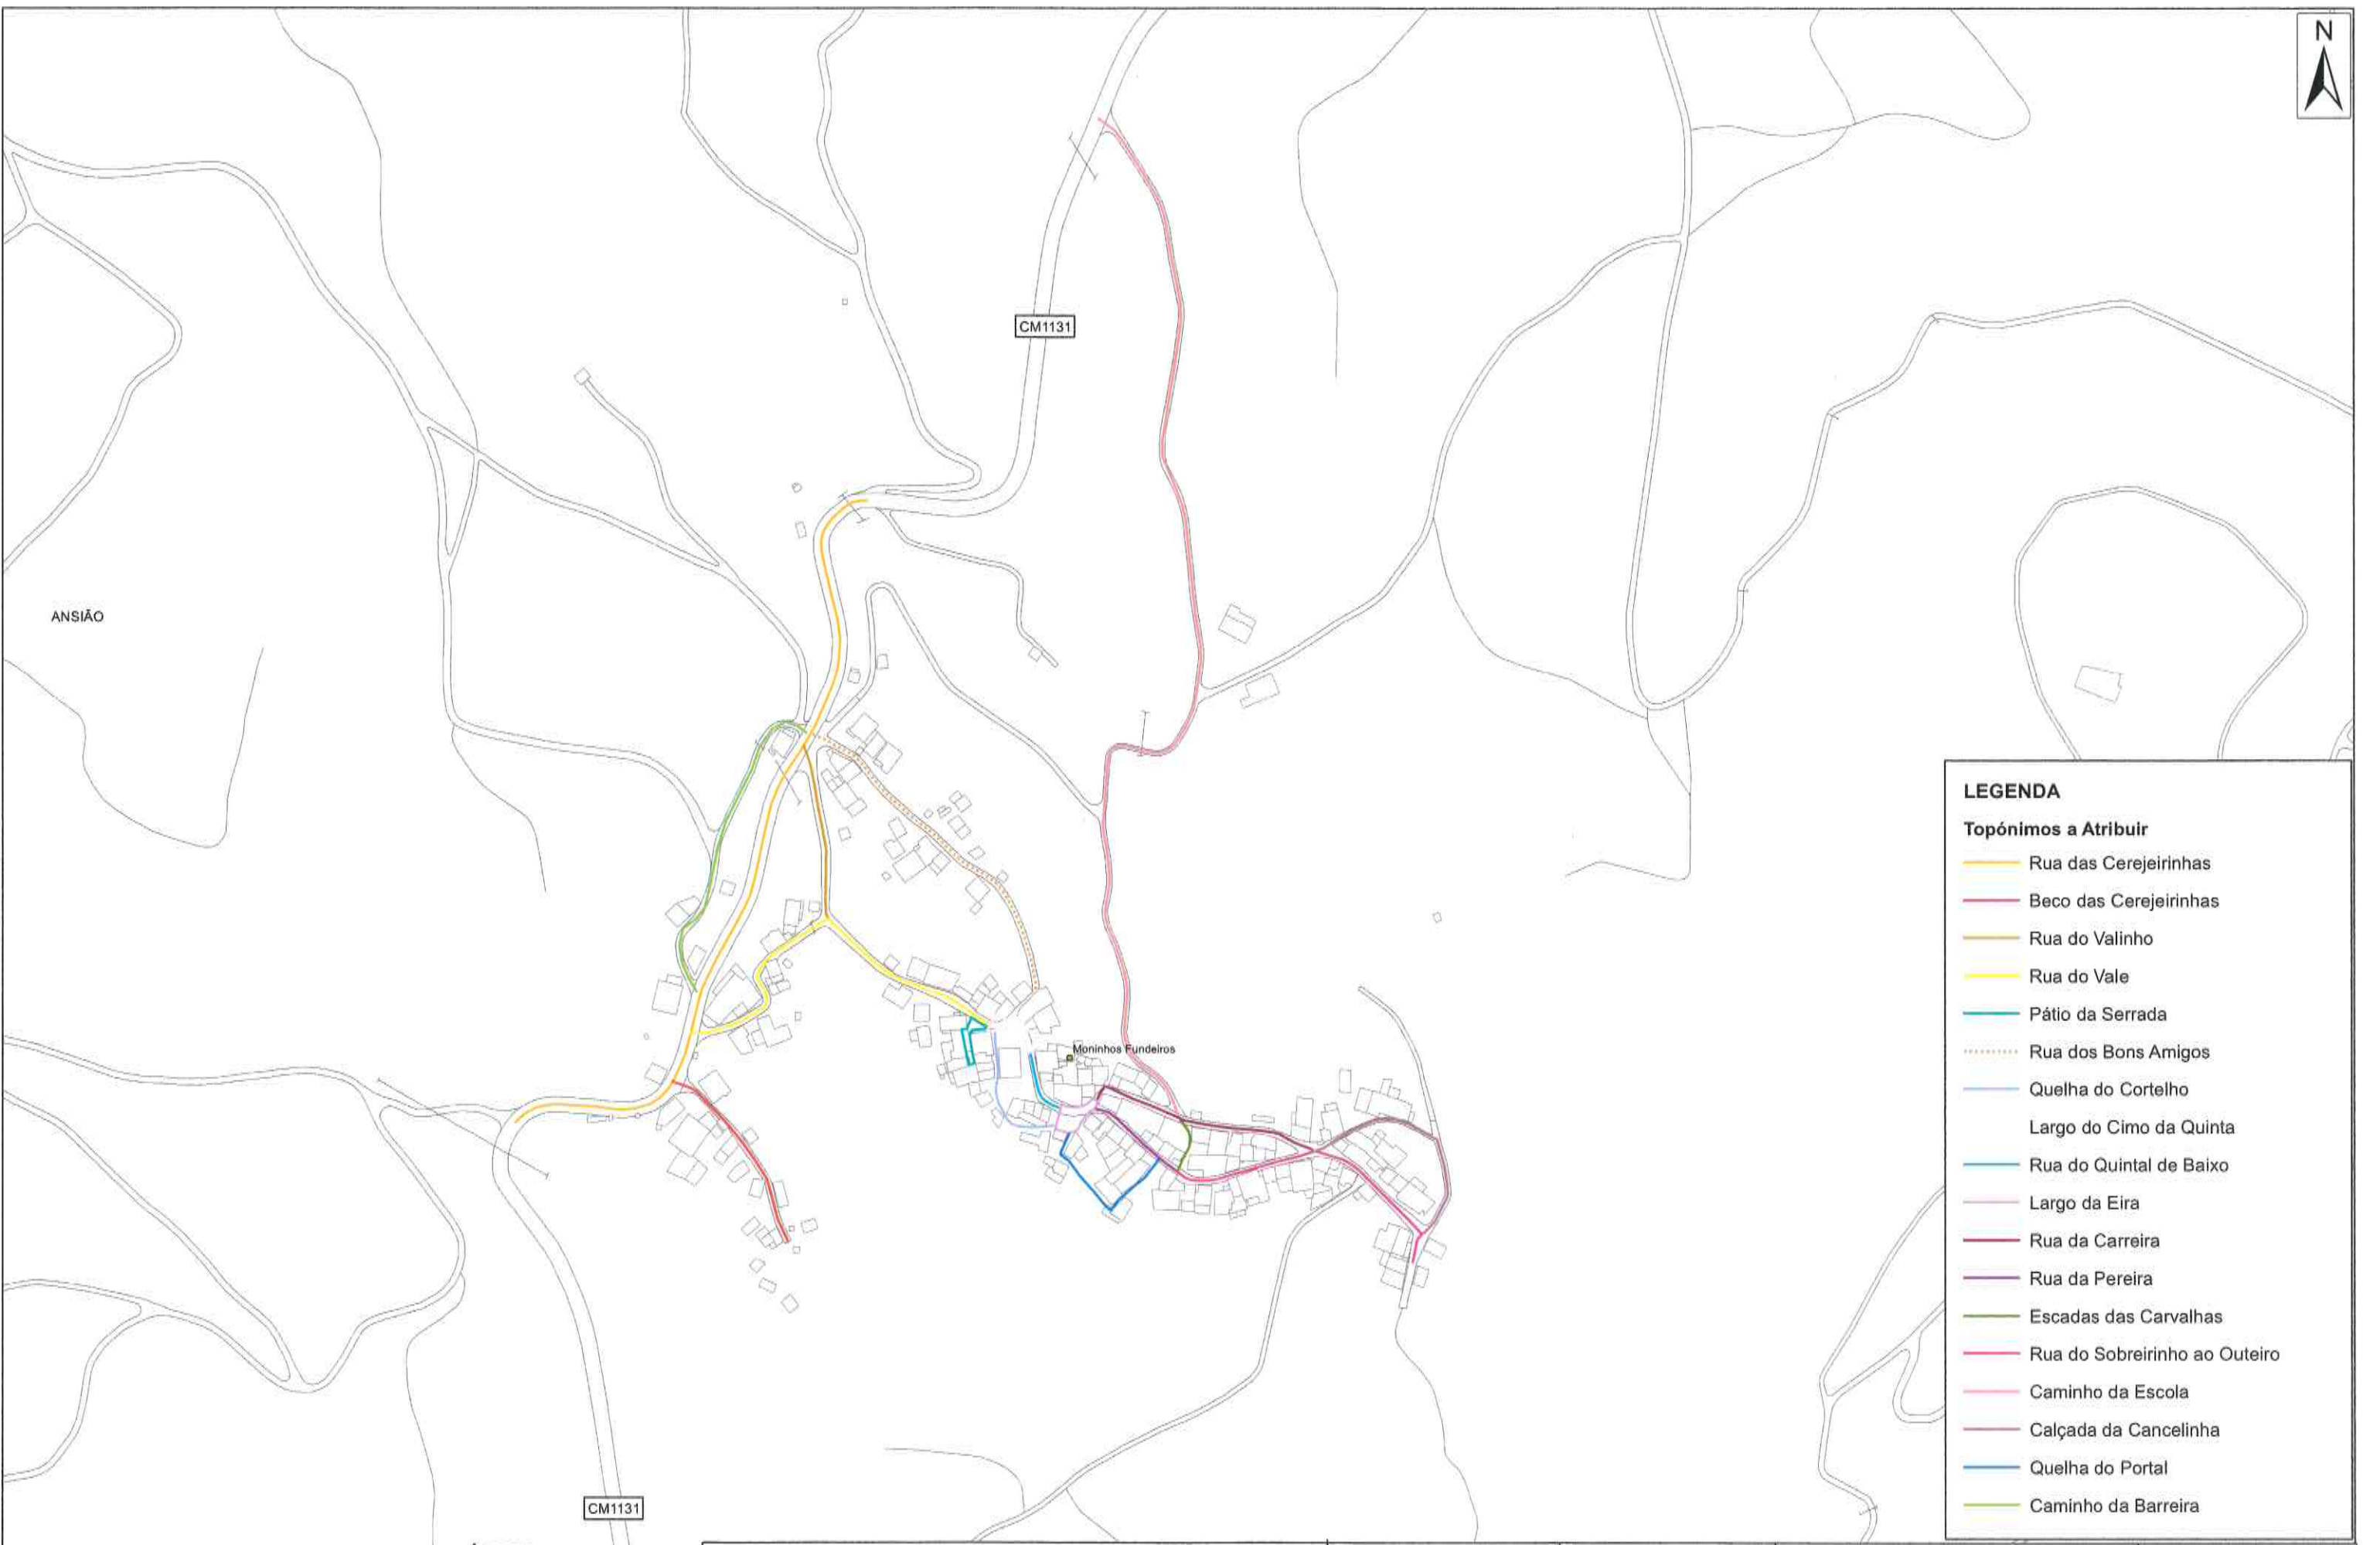 N
CM1131
ANSIÃO
Moninhos Fundeiros
CM1131
LEGENDA
Topónimos a Atribuir
Rua das Cerejeirinhas
Beco das Cerejeirinhas
Rua do Valinho
Rua do Vale
Pátio da Serrada
Rua dos Bons Amigos
Quelha do Cortelho
Largo do Cimo da Quinta
Rua do Quintal de Baixo
Largo da Eira
Rua da Carreira
Rua da Pereira
Escadas das Carvalhas
Rua do Sobreirinho ao Outeiro
Caminho da Escola
Calçada da Cancelinha
Quelha do Portal
Caminho da Barreira